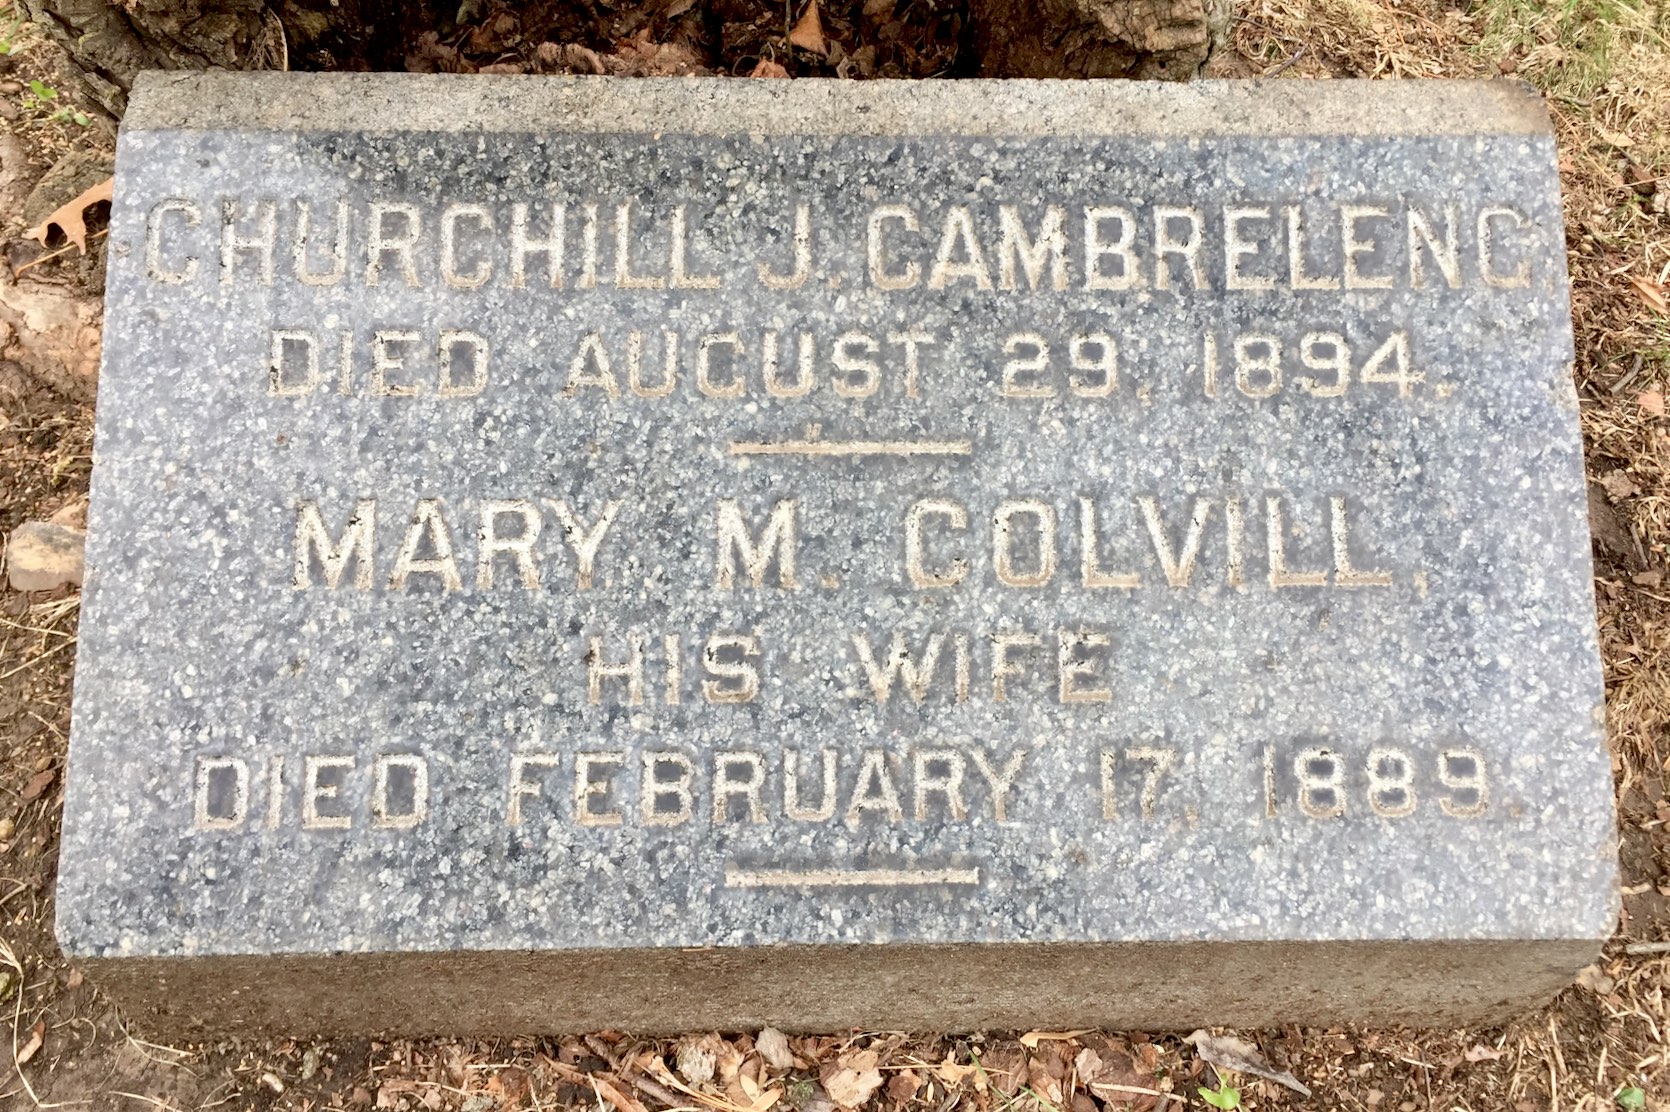 CHURCHILL J. CAMBRELENG,
DIED AUGUST 29, 1894.
MARY M. COLVILL,
HIS WIFE
DIED FEBRUARY 17, 1889.